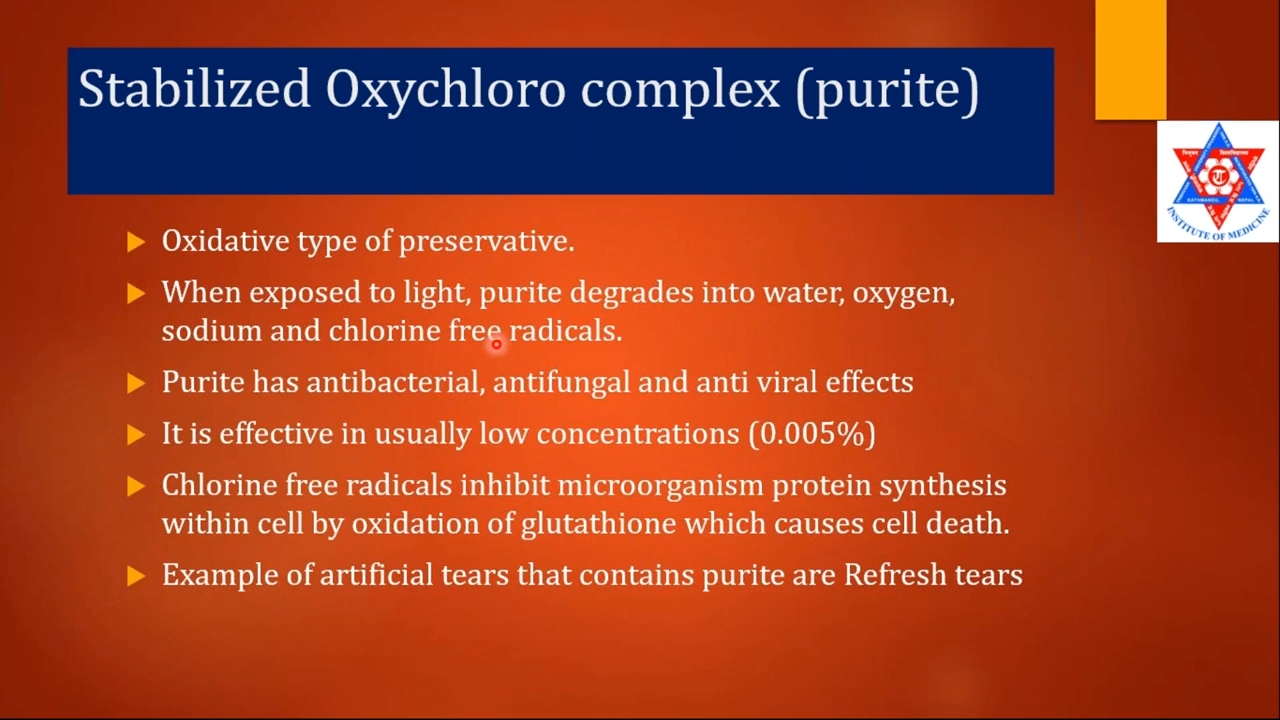 Stabilized Oxychloro complex (purite)
Oxidative type of preservative.
When exposed to light, purite degrades into water, oxygen,
sodium and chlorine free radicals.
Purite has antibacterial, antifungal and anti viral effects
It is effective in usually low concentrations (0.005%)
Chlorine free radicals inhibit microorganism protein synthesis
within cell by oxidation of glutathione which causes cell death.
Example of artificial tears that contains purite are Refresh tears
INSTITUTE OF MEDICINE